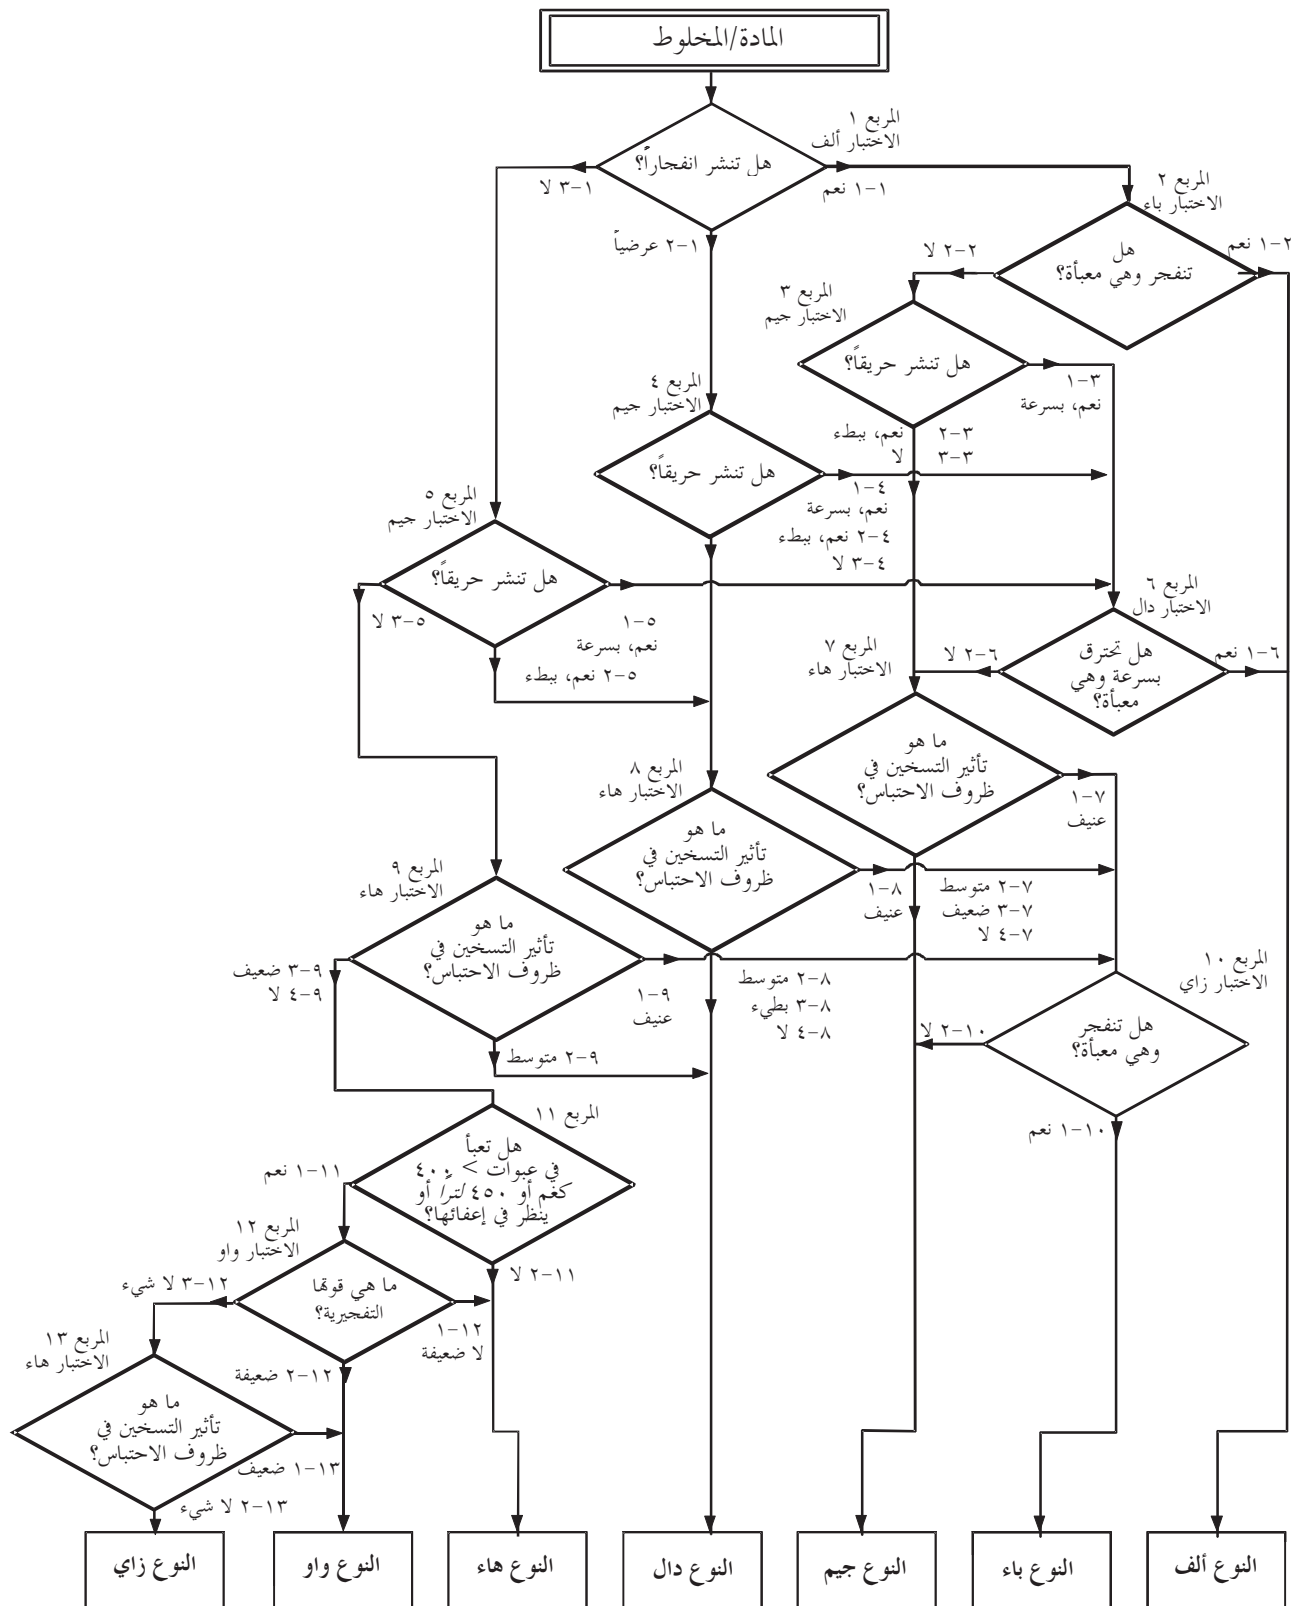 المادة/المخلوط
المربع ١
الاختبار ألف
هل تنشر انفجاراً؟
١-١ نعم
١-٣ لا
١-٢ عرضياً
المربع ٢
الاختبار باء
هل
تنفجر وهي معبأة؟
٢-١ نعم
٢-٢ لا
المربع ٣
الاختبار جيم
هل تنشر حريقاً؟
٣-١
نعم، بسرعة
٣-٢ نعم، ببطء
٣-٣ لا
المربع ٤
الاختبار جيم
هل تنشر حريقاً؟
٤-١
نعم، بسرعة
٤-٢ نعم، ببطء
٤-٣ لا
المربع ٥
الاختبار جيم
هل تنشر حريقاً؟
٥-٣ لا
٥-١
نعم، بسرعة
٥-٢ نعم، ببطء
المربع ٦
الاختبار دال
هل تحترق
بسرعة وهي
معبأة؟
٦-١ نعم
٦-٢ لا
المربع ٧
الاختبار هاء
ما هو
تأثير التسخين في
ظروف الاحتباس؟
٧-١
عنيف
٧-٢ متوسط
٧-٣ ضعيف
٧-٤ لا
المربع ٨
الاختبار هاء
ما هو
تأثير التسخين في
ظروف الاحتباس؟
٨-١
عنيف
٨-٢ متوسط
٨-٣ بطيء
٨-٤ لا
المربع ٩
الاختبار هاء
ما هو
تأثير التسخين في
ظروف الاحتباس؟
٩-٣ ضعيف
٩-٤ لا
٩-١
عنيف
٩-٢ متوسط
المربع ١٠
الاختبار زاي
هل تنفجر
وهي معبأة؟
١٠-٢ لا
١٠-١ نعم
المربع ١١
هل تعبأ
في عبوات > ٤٠٠
كغم أو ٤٥٠ لتراً أو
ينظر في إعفائها؟
١١-١ نعم
١١-٢ لا
المربع ١٢
الاختبار واو
ما هي قوتها
التفجيرية؟
١٢-٣ لا شيء
١٢-١
لا ضعيفة
١٢-٢ ضعيفة
المربع ١٣
الاختبار هاء
ما هو
تأثير التسخين في
ظروف الاحتباس؟
١٣-١ ضعيف
١٣-٢ لا شيء
النوع ألف
النوع باء
النوع جيم
النوع دال
النوع هاء
النوع واو
النوع زاي